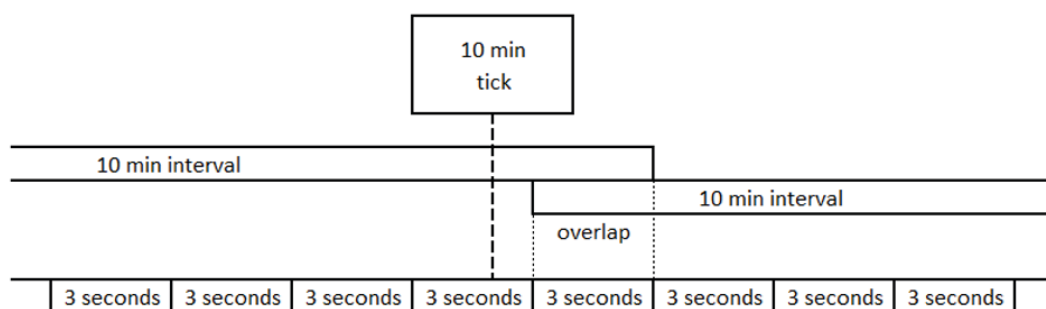 10 min
tick
10 min interval
10 min interval
overlap
3 seconds 3 seconds 3 seconds 3 seconds 3 seconds 3 seconds 3 seconds 3 seconds